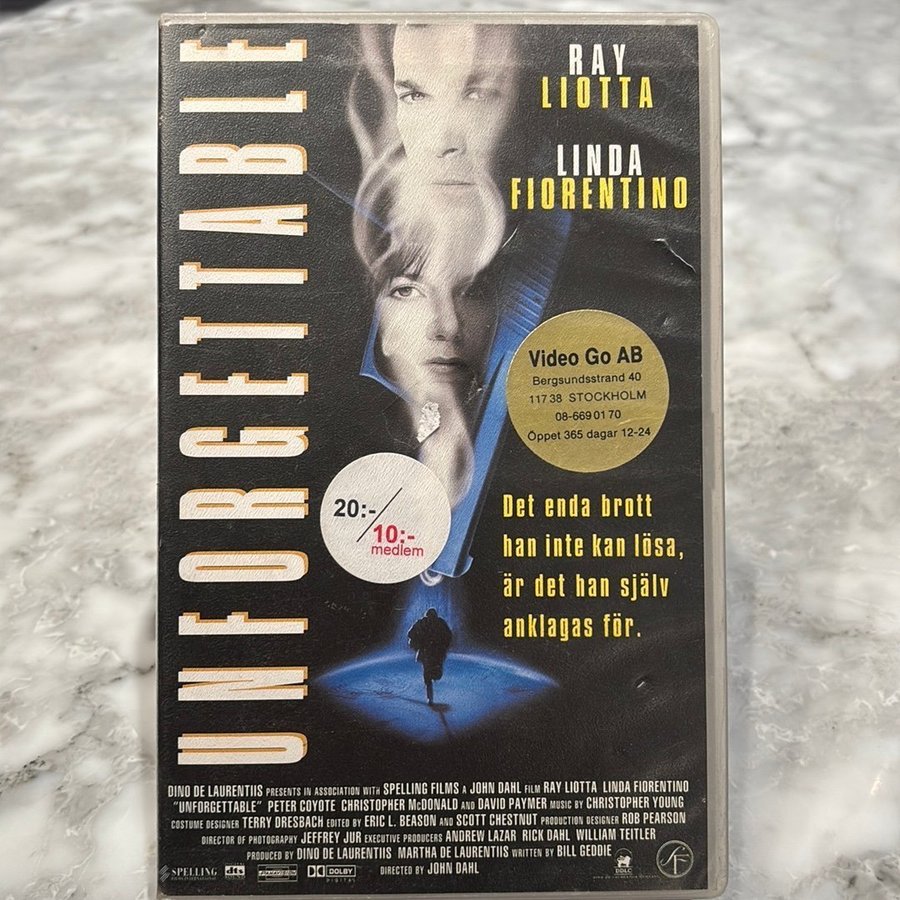 UNFORGETTABLE
RAY
LIOTTA
LINDA
FIORENTINO
Video Go AB
Bergsundsstrand 40
117 38 STOCKHOLM
08-669 01 70
Öppet 365 dagar 12-24
20:-/10:-
medlem
Det enda brott
han inte kan lösa,
är det han själv
anklagas för.
DINO DE LAURENTIIS PRESENTS IN ASSOCIATION WITH SPELLING FILMS A JOHN DAHL FILM RAY LIOTTA LINDA FIORENTINO
"UNFORGETTABLE" PETER COYOTE CHRISTOPHER McDONALD AND DAVID PAYMER MUSIC BY CHRISTOPHER YOUNG
COSTUME DESIGNER TERRY DRESBACH EDITED BY ERIC L. BEASON AND SCOTT CHESTNUT PRODUCTION DESIGNER ROB PEARSON
DIRECTOR OF PHOTOGRAPHY JEFFREY JUR EXECUTIVE PRODUCERS ANDREW LAZAR RICK DAHL WILLIAM TEITLER
PRODUCED BY DINO DE LAURENTIIS MARTHA DE LAURENTIIS WRITTEN BY BILL GEDDIE
DIRECTED BY JOHN DAHL
SPELLING
dts
PANAVISION
DOLBY
DIGITAL
DDLC
SF